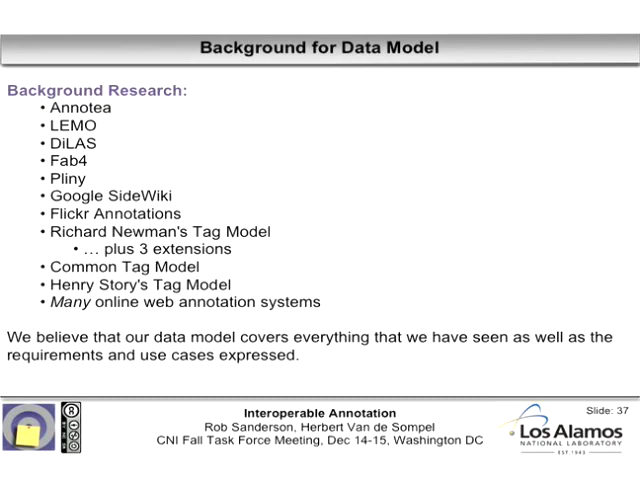 Background for Data Model
Background Research:
• Annotea
• LEMO
• DiLAS
• Fab4
• Pliny
• Google SideWiki
• Flickr Annotations
• Richard Newman's Tag Model
• … plus 3 extensions
• Common Tag Model
• Henry Story's Tag Model
• Many online web annotation systems
We believe that our data model covers everything that we have seen as well as the
requirements and use cases expressed.
Interoperable Annotation
Rob Sanderson, Herbert Van de Sompel
CNI Fall Task Force Meeting, Dec 14-15, Washington DC
Slide: 37
Los Alamos
NATIONAL LABORATORY
EST. 1943